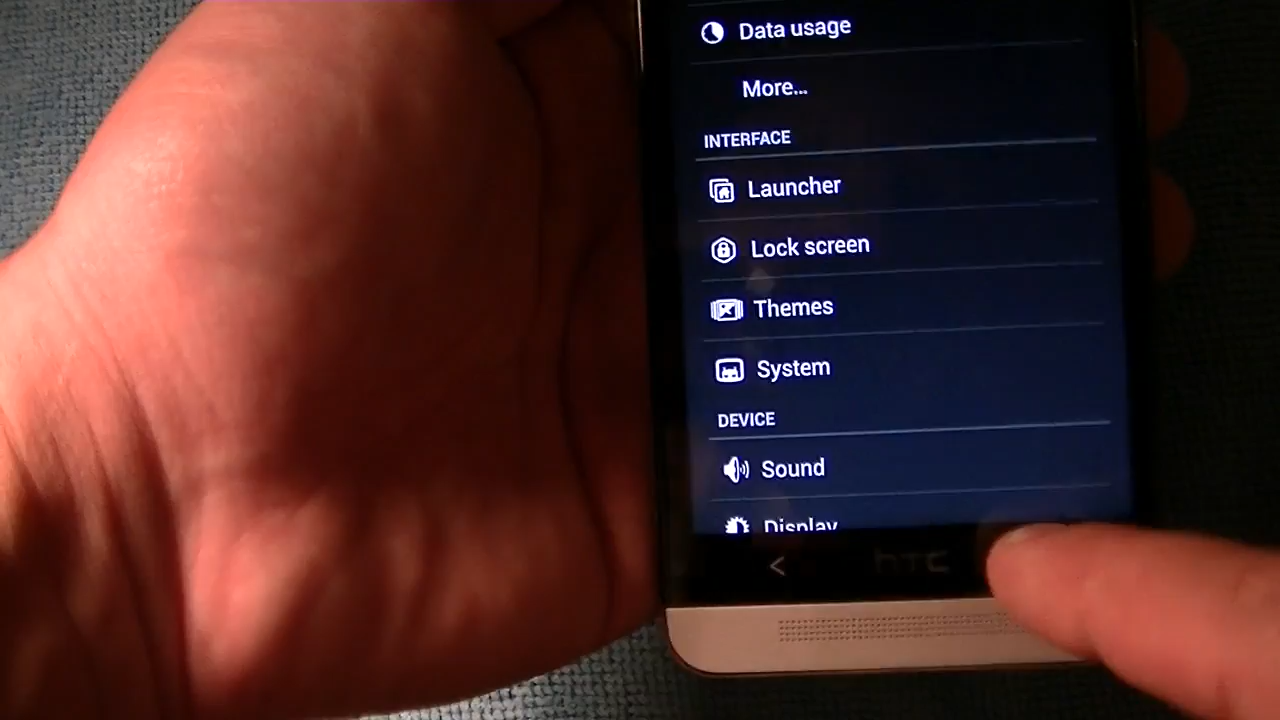 Data usage
More...
INTERFACE
Launcher
Lock screen
Themes
System
DEVICE
Sound
Display
hTC